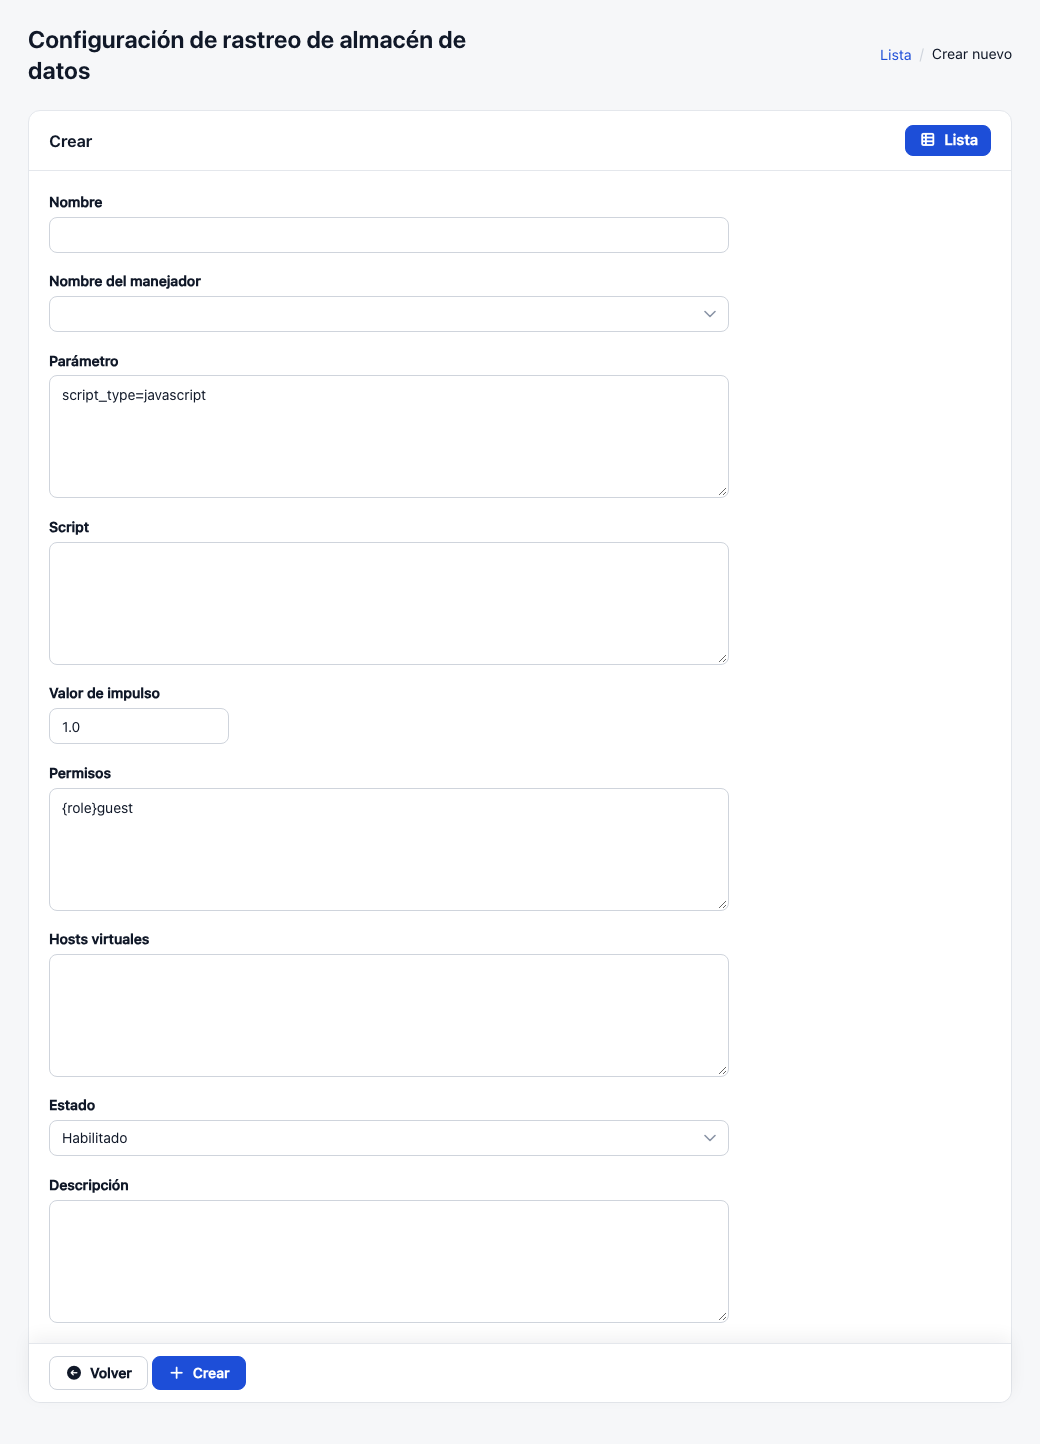 Configuración de rastreo de almacén de
datos
Lista / Crear nuevo
Crear
Lista
Nombre
Nombre del manejador
Parámetro
script_type=javascript
Script
Valor de impulso
1.0
Permisos
{role}guest
Hosts virtuales
Estado
Habilitado
Descripción
Volver
Crear